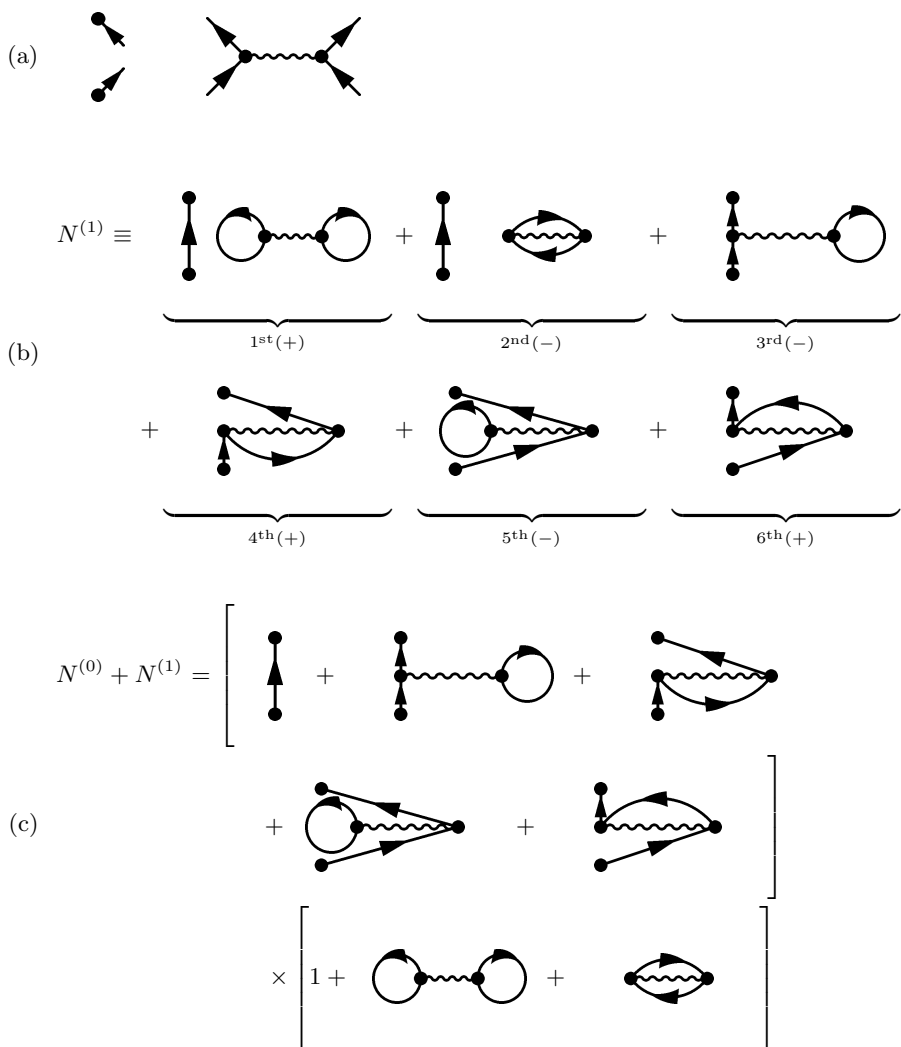 (a)
N^{(1)} ≡ + +
1st(+) 2nd(−) 3rd(−)
(b)
+ + +
4th(+) 5th(−) 6th(+)
N^{(0)} + N^{(1)} = [ + +
(c) + + ]
× [ 1 + + ]